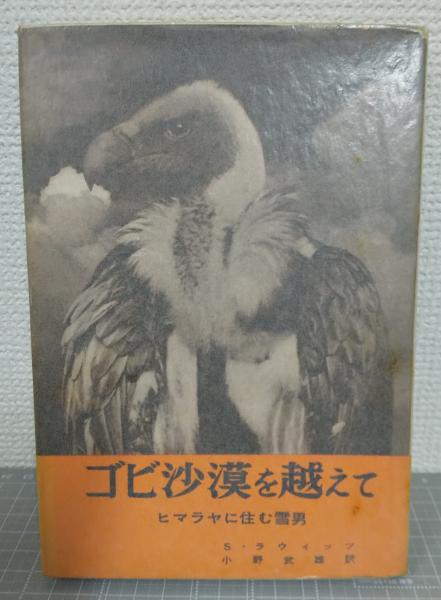 ゴビ沙漠を越えて
ヒマラヤに住む雪男
S・ラウイッツ
小野武雄訳